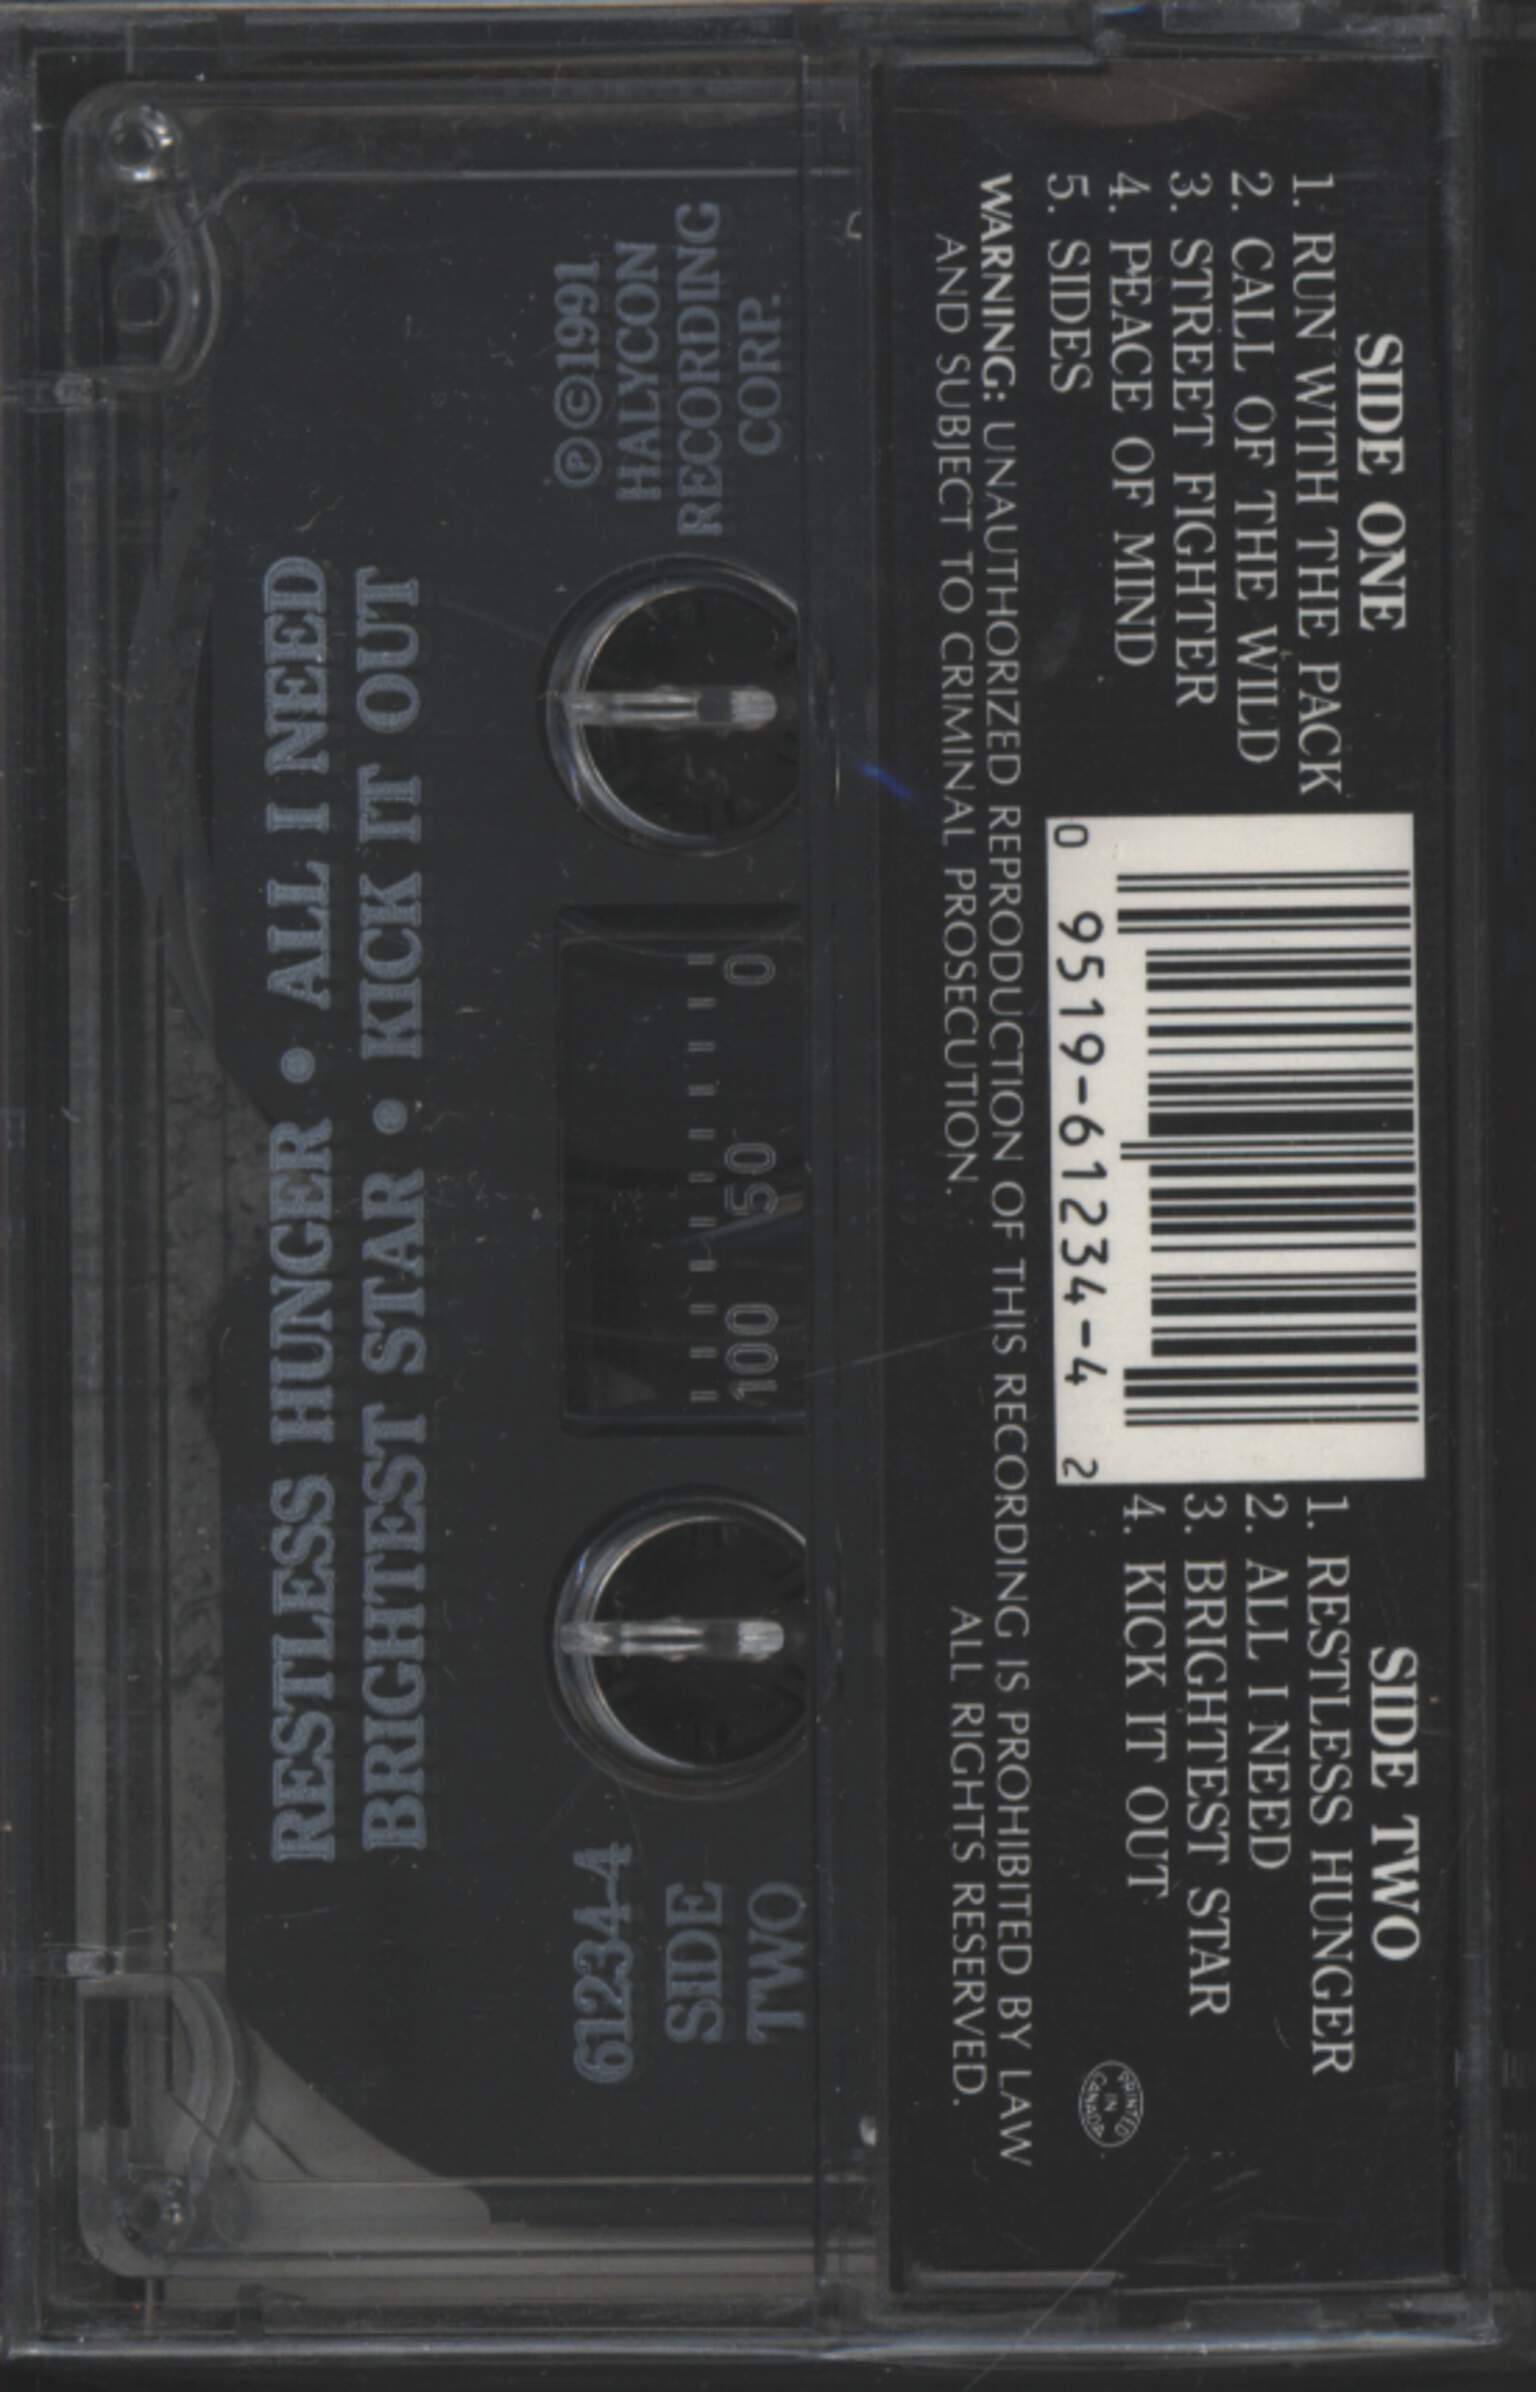 SIDE ONE
1. RUN WITH THE PACK
2. CALL OF THE WILD
3. STREET FIGHTER
4. PEACE OF MIND
5. SIDES
0 9519-61234-4 2
SIDE TWO
1. RESTLESS HUNGER
2. ALL I NEED
3. BRIGHTEST STAR
4. KICK IT OUT
PRINTED IN CANADA
WARNING: UNAUTHORIZED REPRODUCTION OF THIS RECORDING IS PROHIBITED BY LAW
AND SUBJECT TO CRIMINAL PROSECUTION. ALL RIGHTS RESERVED.
TWO
SIDE
61234-4
0 50 100
CORP.
RECORDING
HALYCON
℗©1991
BRIGHTEST STAR • KICK IT OUT
RESTLESS HUNGER • ALL I NEED